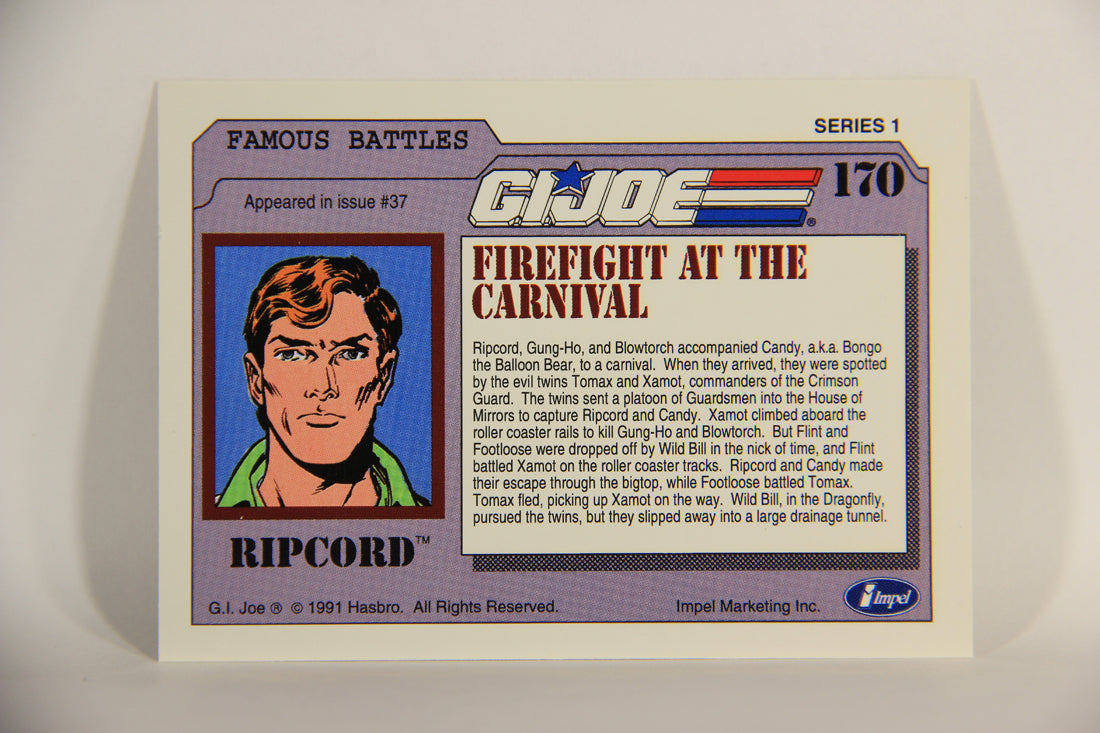 FAMOUS BATTLES
SERIES 1
Appeared in issue #37
G.I. JOE ®
170
FIREFIGHT AT THE
CARNIVAL
Ripcord, Gung-Ho, and Blowtorch accompanied Candy, a.k.a. Bongo
the Balloon Bear, to a carnival. When they arrived, they were spotted
by the evil twins Tomax and Xamot, commanders of the Crimson
Guard. The twins sent a platoon of Guardsmen into the House of
Mirrors to capture Ripcord and Candy. Xamot climbed aboard the
roller coaster rails to kill Gung-Ho and Blowtorch. But Flint and
Footloose were dropped off by Wild Bill in the nick of time, and Flint
battled Xamot on the roller coaster tracks. Ripcord and Candy made
their escape through the bigtop, while Footloose battled Tomax.
Tomax fled, picking up Xamot on the way. Wild Bill, in the Dragonfly,
pursued the twins, but they slipped away into a large drainage tunnel.
RIPCORD™
G.I. Joe ® © 1991 Hasbro. All Rights Reserved.
Impel Marketing Inc.
Impel